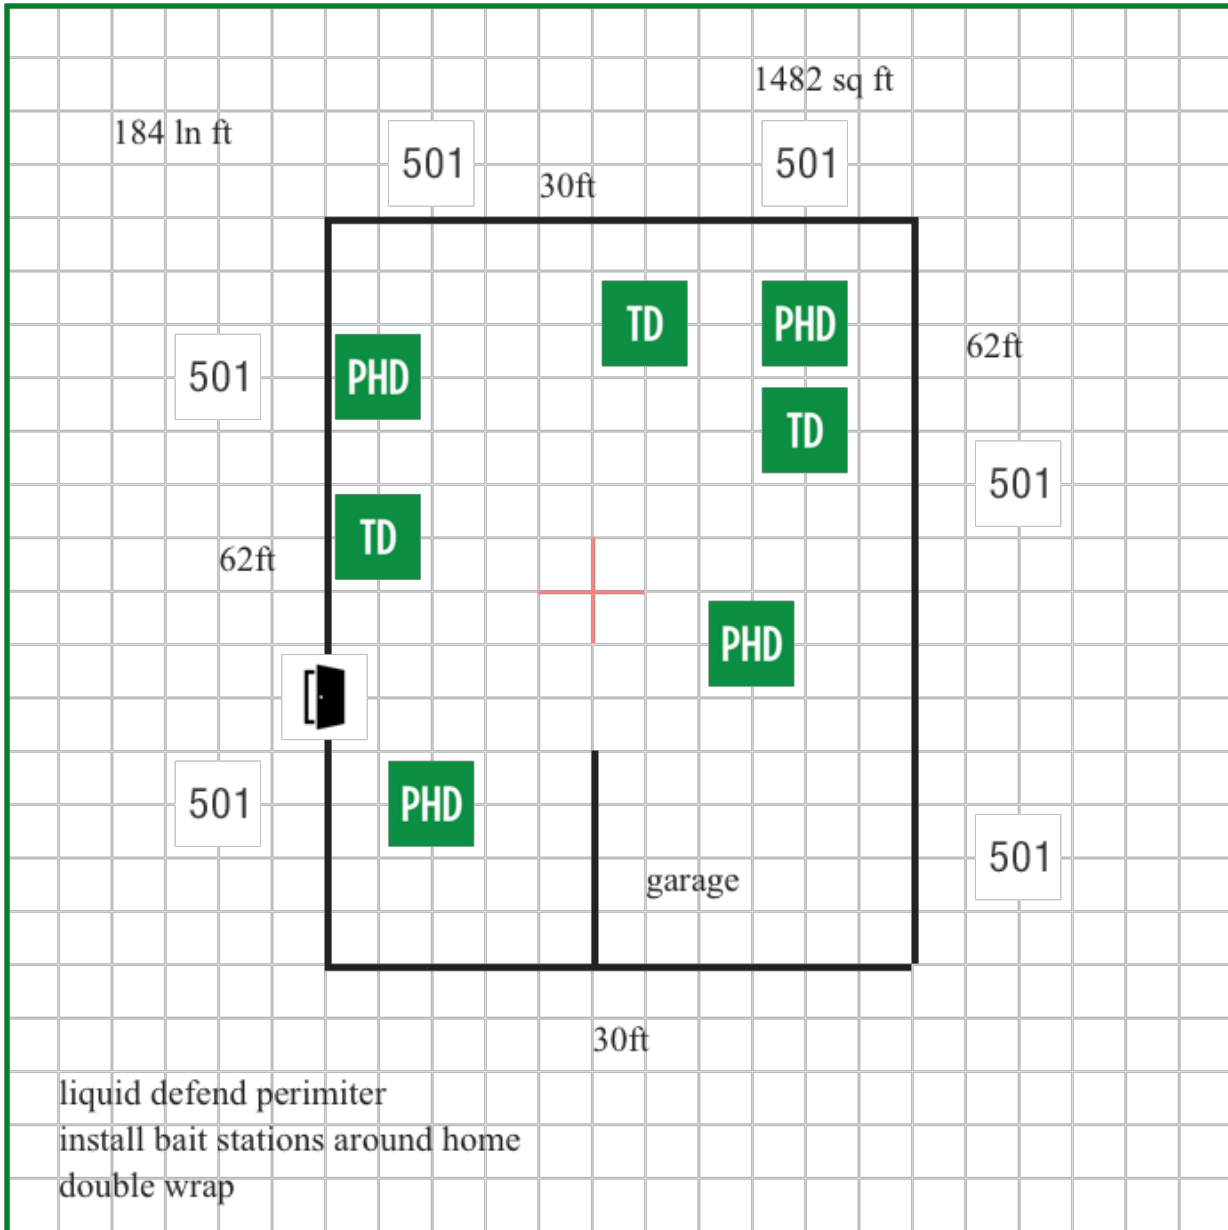 1482 sq ft
184 ln ft
501
501
30ft
TD
PHD
62ft
501
PHD
TD
501
TD
62ft
PHD
501
PHD
501
garage
30ft
liquid defend perimiter
install bait stations around home
double wrap